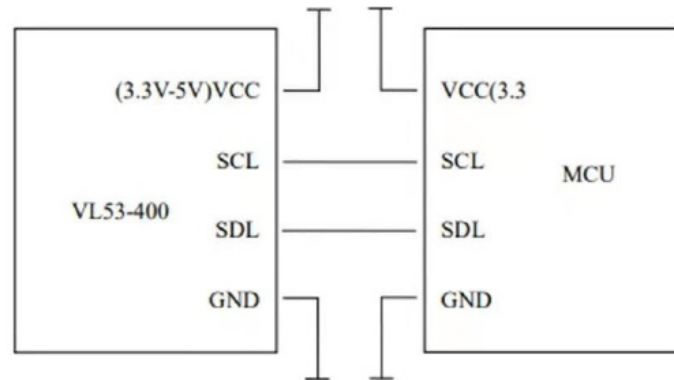 (3.3V-5V)VCC
SCL
VL53-400
SDL
GND
VCC(3.3
SCL
MCU
SDL
GND